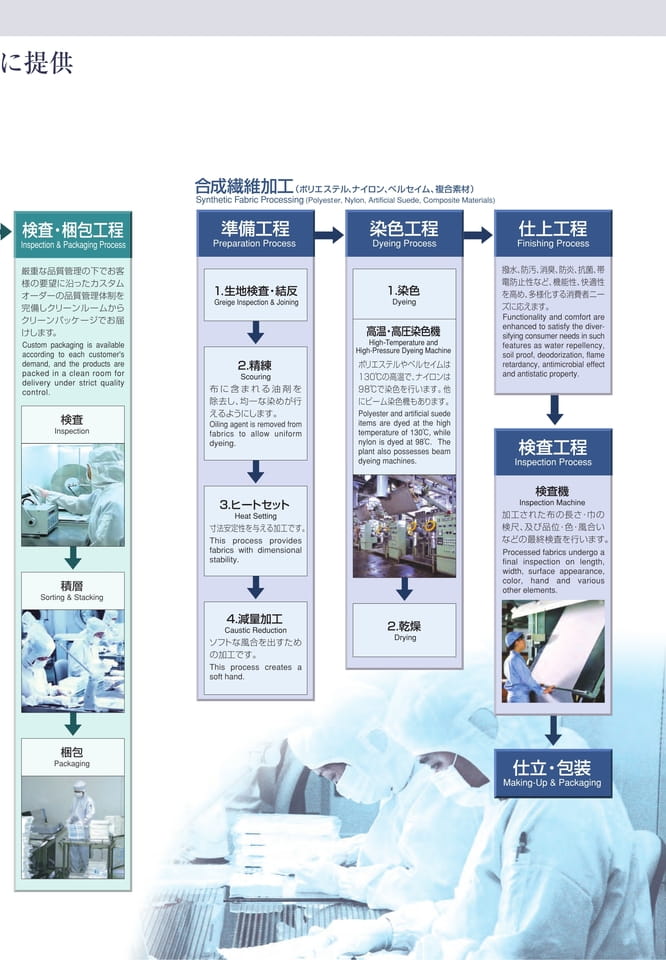 に提供
検査・梱包工程
Inspection & Packaging Process
厳重な品質管理の下でお客
様の要望に沿ったカスタム
オーダーの品質管理体制を
完備しクリーンルームから
クリーンパッケージでお届
けします。
Custom packaging is available
according to each customer's
demand, and the products are
packed in a clean room for
delivery under strict quality
control.
検査
Inspection
積層
Sorting & Stacking
梱包
Packaging
合成繊維加工(ポリエステル、ナイロン、ベルセイム、複合素材)
Synthetic Fabric Processing (Polyester, Nylon, Artificial Suede, Composite Materials)
準備工程
Preparation Process
1.生地検査・結反
Greige Inspection & Joining
2.精練
Scouring
布に含まれる油剤を
除去し、均一な染めが行
えるようにします。
Oiling agent is removed from
fabrics to allow uniform
dyeing.
3.ヒートセット
Heat Setting
寸法安定性を与える加工です。
This process provides
fabrics with dimensional
stability.
4.減量加工
Caustic Reduction
ソフトな風合を出すため
の加工です。
This process creates a
soft hand.
染色工程
Dyeing Process
1.染色
Dyeing
高温・高圧染色機
High-Temperature and
High-Pressure Dyeing Machine
ポリエステルやベルセイムは
130℃の高温で、ナイロンは
98℃で染色を行います。他
にビーム染色機もあります。
Polyester and artificial suede
items are dyed at the high
temperature of 130℃, while
nylon is dyed at 98℃. The
plant also possesses beam
dyeing machines.
2.乾燥
Drying
仕上工程
Finishing Process
撥水、防汚、消臭、防炎、抗菌、帯
電防止性など、機能性、快適性
を高め、多様化する消費者ニー
ズに応えます。
Functionality and comfort are
enhanced to satisfy the diver-
sifying consumer needs in such
features as water repellency,
soil proof, deodorization, flame
retardancy, antimicrobial effect
and antistatic property.
検査工程
Inspection Process
検査機
Inspection Machine
加工された布の長さ・巾の
検尺、及び品位・色・風合い
などの最終検査を行います。
Processed fabrics undergo a
final inspection on length,
width, surface appearance,
color, hand and various
other elements.
仕立・包装
Making-Up & Packaging